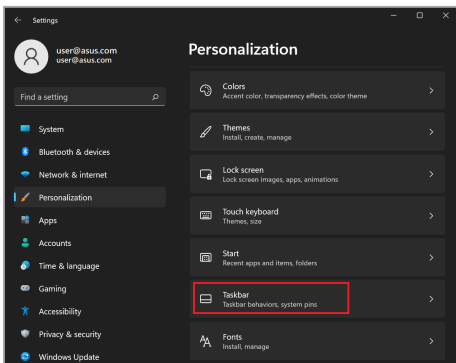 Settings
user@asus.com
user@asus.com
Find a setting
System
Bluetooth & devices
Network & internet
Personalization
Apps
Accounts
Time & language
Gaming
Accessibility
Privacy & security
Windows Update
Personalization
Colors
Accent color, transparency effects, color theme
Themes
Install, create, manage
Lock screen
Lock screen images, apps, animations
Touch keyboard
Themes, size
Start
Recent apps and items, folders
Taskbar
Taskbar behaviors, system pins
Fonts
Install, manage